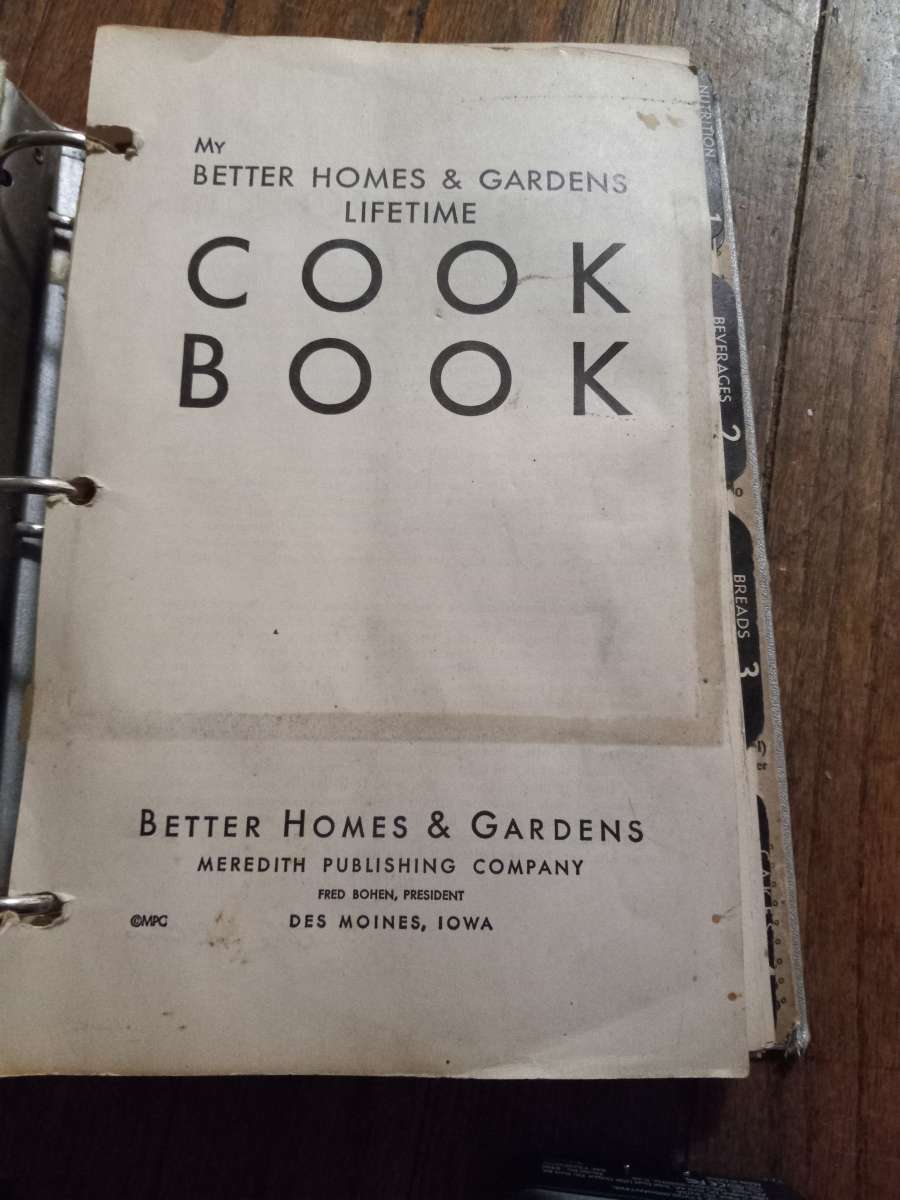 My
BETTER HOMES & GARDENS
LIFETIME
COOK
BOOK
BETTER HOMES & GARDENS
MEREDITH PUBLISHING COMPANY
FRED BOHEN, PRESIDENT
©MPC
DES MOINES, IOWA
NUTRITION 1
BEVERAGES 2
BREADS 3